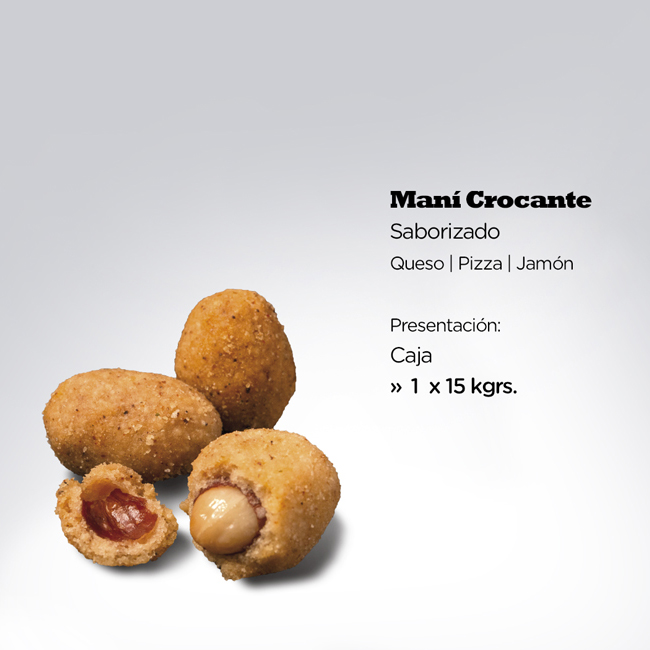 Maní Crocante
Saborizado
Queso | Pizza | Jamón
Presentación:
Caja
» 1 x 15 kgrs.